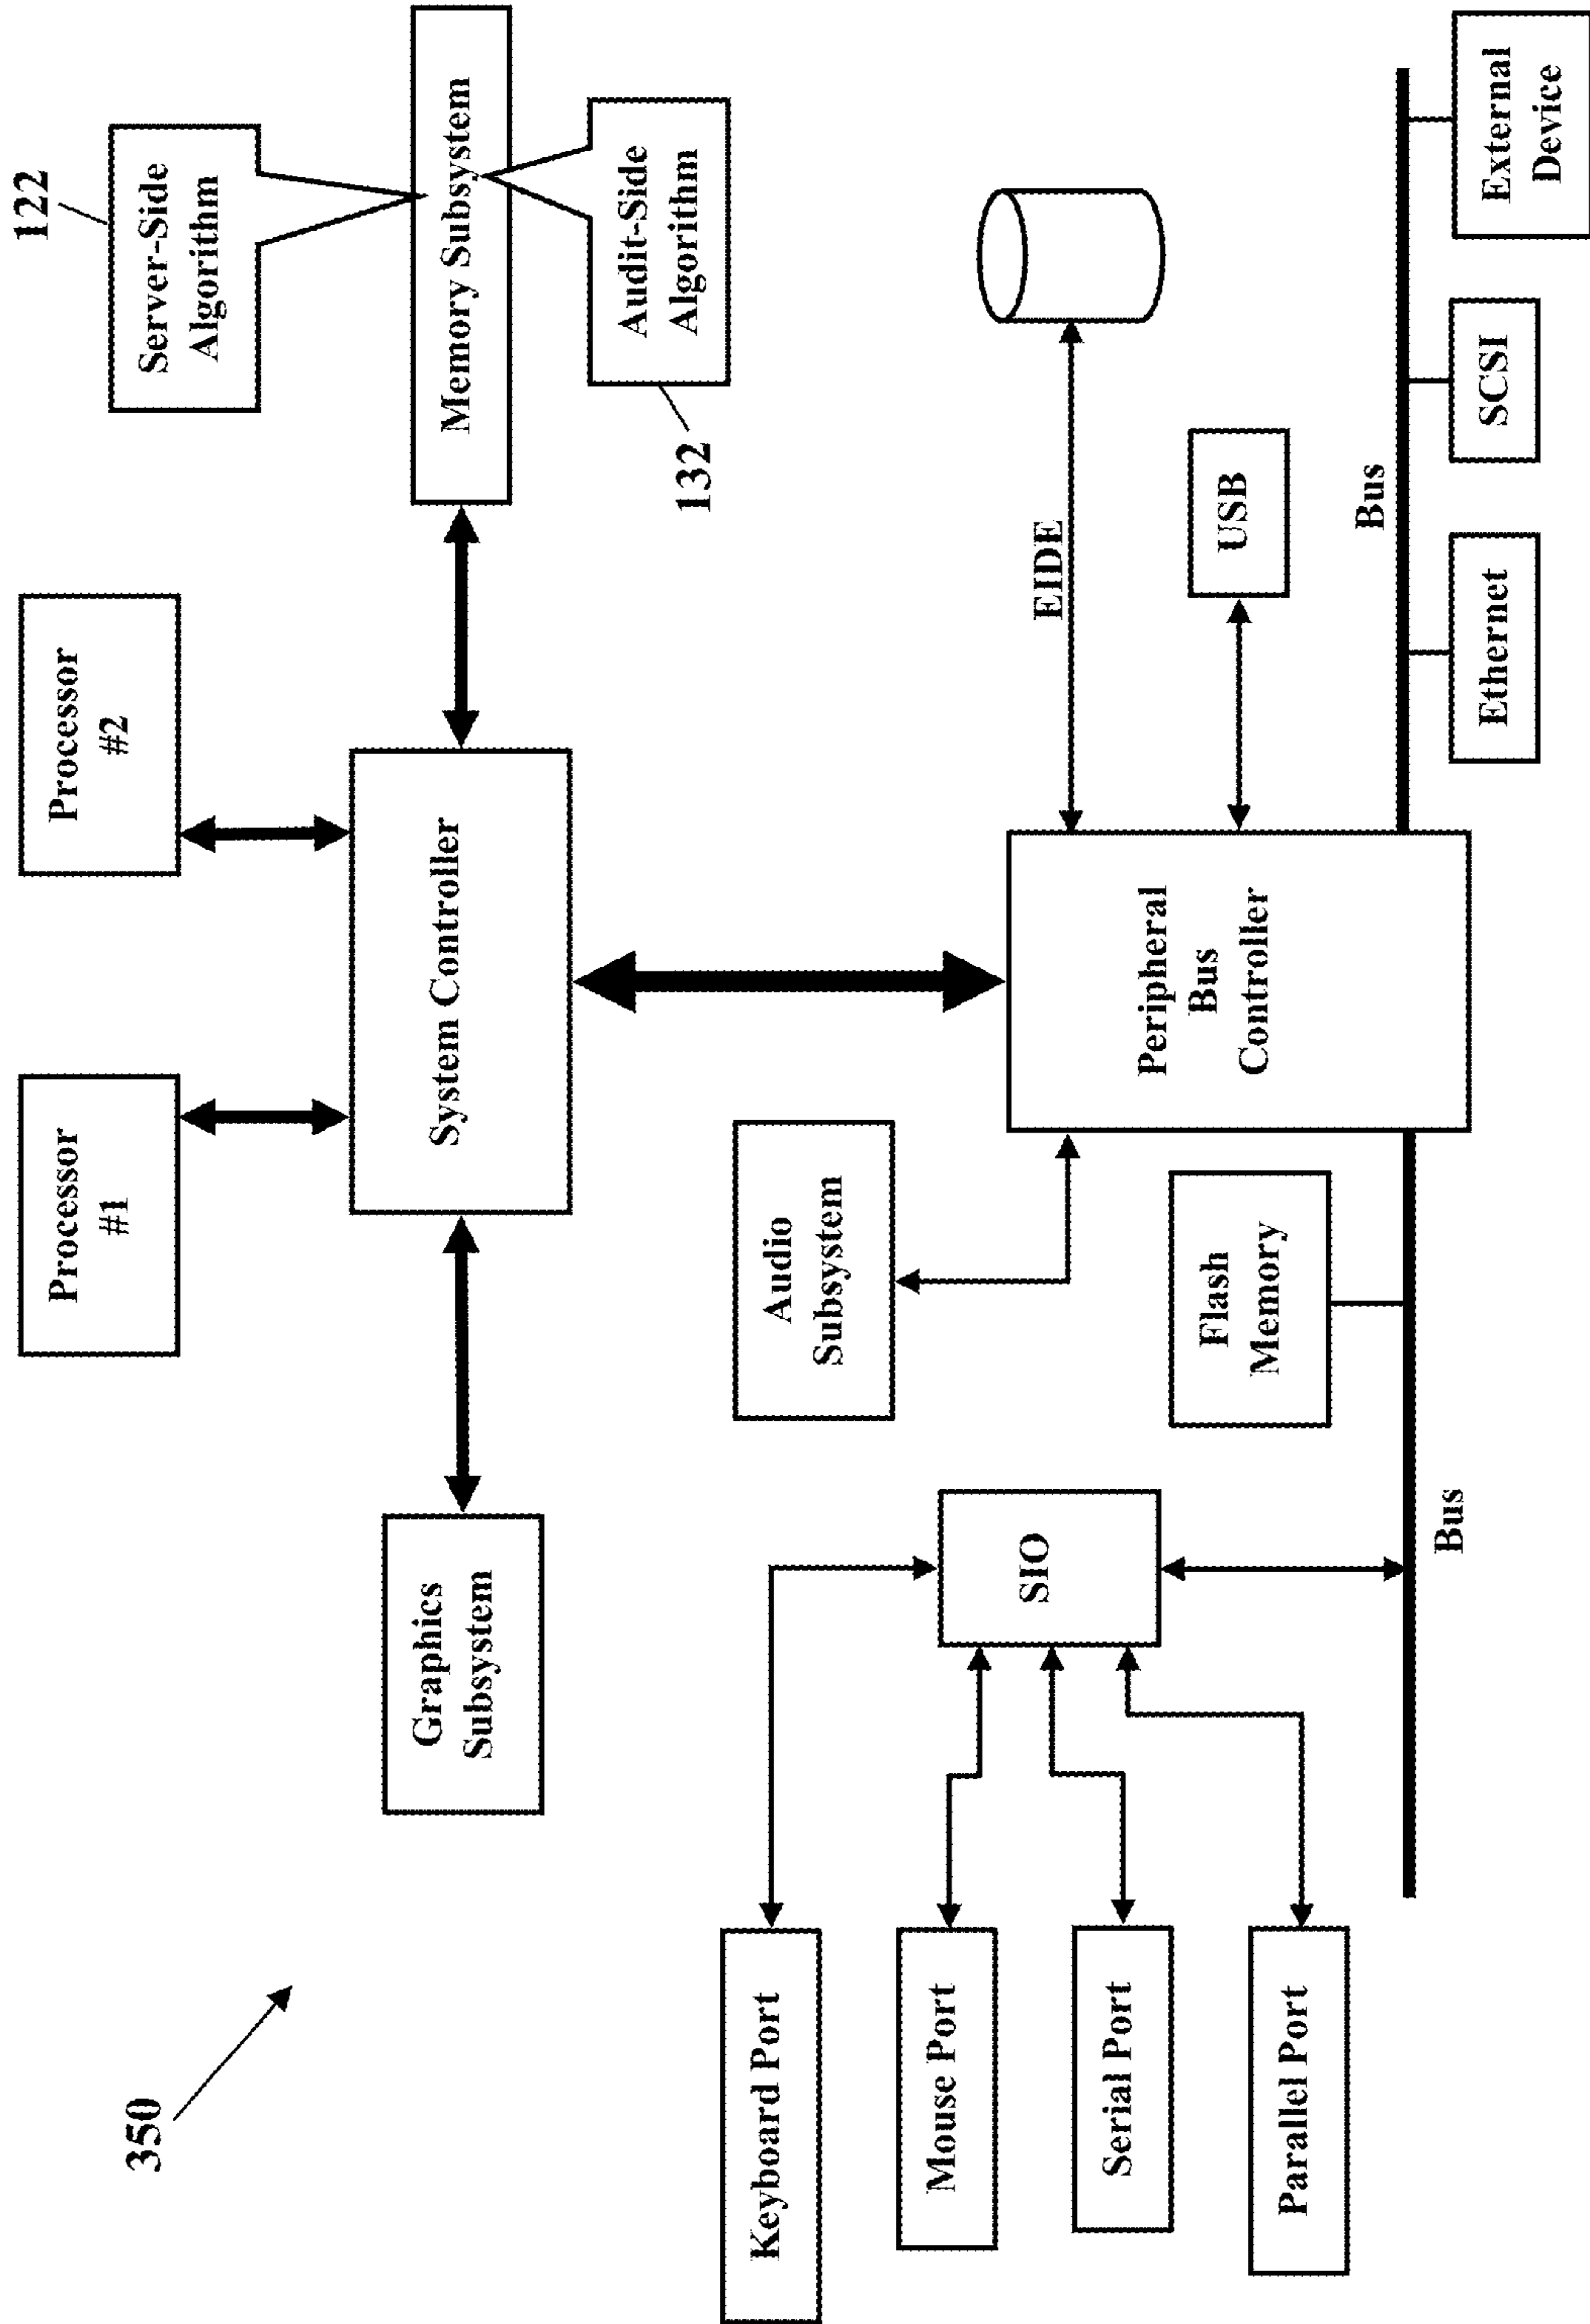 350
Processor
#1
Processor
#2
122
Server-Side
Algorithm
Graphics
Subsystem
System Controller
Memory Subsystem
Audit-Side
Algorithm
132
Keyboard Port
Mouse Port
Serial Port
Parallel Port
SIO
Audio
Subsystem
Flash
Memory
Peripheral
Bus
Controller
EIDE
USB
Bus
Bus
Ethernet
SCSI
External
Device